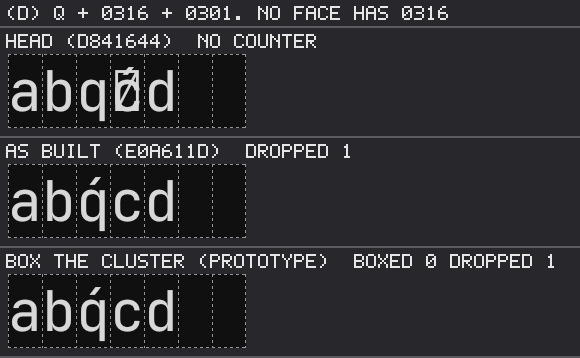 (D) Q + 0316 + 0301. NO FACE HAS 0316
HEAD (D841644)  NO COUNTER
abq d
AS BUILT (E0A611D)  DROPPED 1
abq́cd
BOX THE CLUSTER (PROTOTYPE)  BOXED 0 DROPPED 1
abq́cd